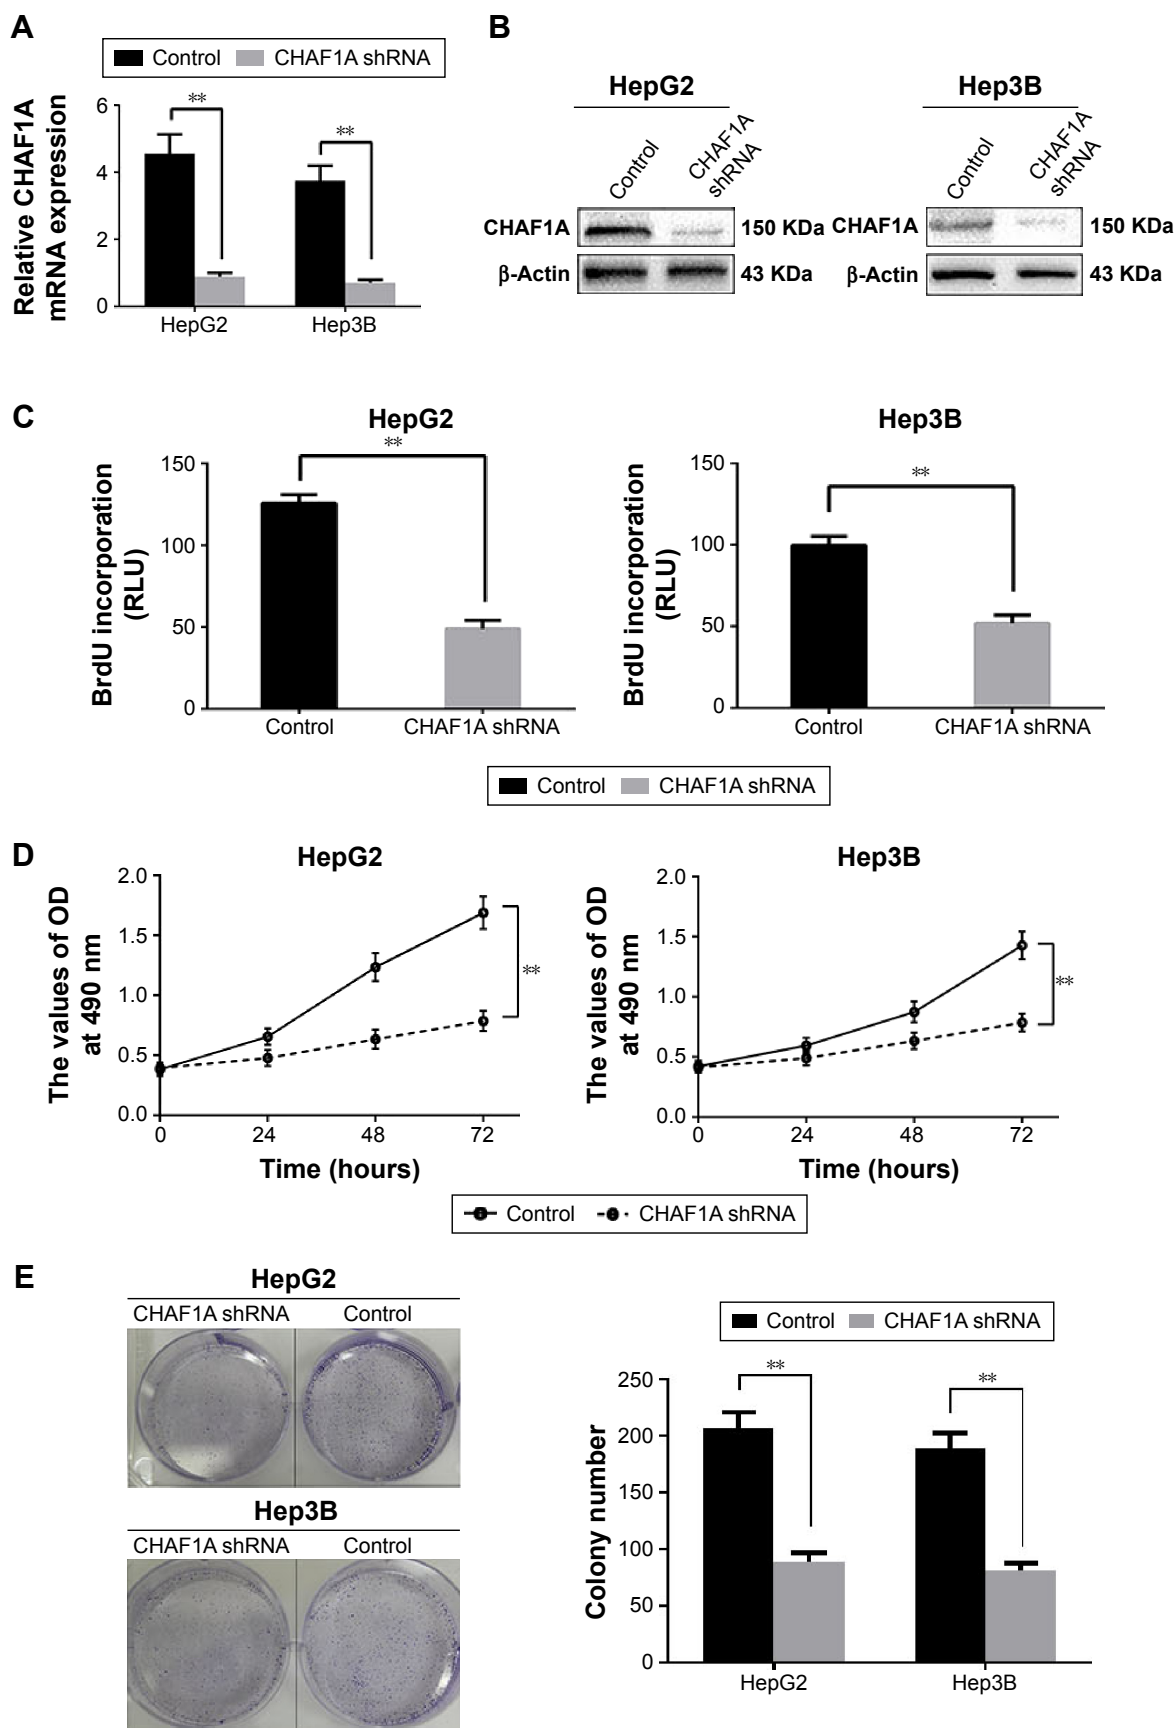 A
Control CHAF1A shRNA
Relative CHAF1A
mRNA expression
6
4
2
0
**
**
HepG2 Hep3B
B
HepG2 Hep3B
Control CHAF1A
shRNA
Control CHAF1A
shRNA
CHAF1A 150 KDa
β-Actin 43 KDa
CHAF1A 150 KDa
β-Actin 43 KDa
C
HepG2
**
BrdU incorporation
(RLU)
150
100
50
0
Control CHAF1A shRNA
Hep3B
**
BrdU incorporation
(RLU)
150
100
50
0
Control CHAF1A shRNA
Control CHAF1A shRNA
D
HepG2
The values of OD
at 490 nm
2.0
1.5
1.0
0.5
0.0
**
0 24 48 72
Time (hours)
Hep3B
The values of OD
at 490 nm
2.0
1.5
1.0
0.5
0.0
**
0 24 48 72
Time (hours)
Control CHAF1A shRNA
E
HepG2
CHAF1A shRNA Control
Hep3B
CHAF1A shRNA Control
Control CHAF1A shRNA
Colony number
250
200
150
100
50
0
**
**
HepG2 Hep3B